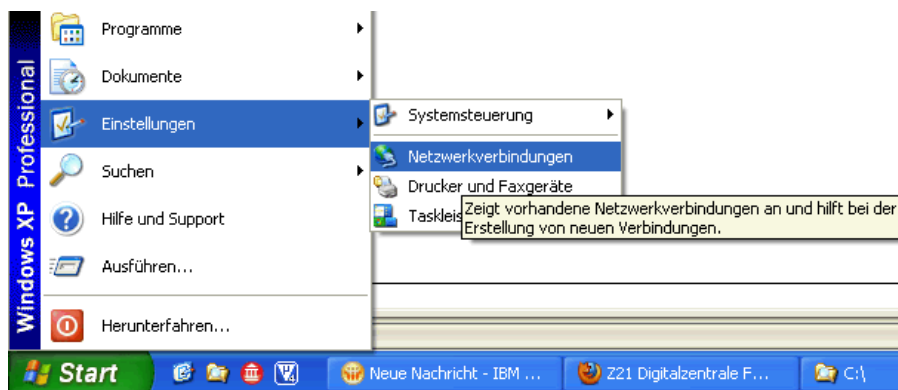 Windows XP Professional
Programme
Dokumente
Einstellungen
Suchen
Hilfe und Support
Ausführen...
Herunterfahren...
Systemsteuerung
Netzwerkverbindungen
Drucker und Faxgeräte
Zeigt vorhandene Netzwerkverbindungen an und hilft bei der
Erstellung von neuen Verbindungen.
Start
Neue Nachricht - IBM ...
Z21 Digitalzentrale F...
C:\